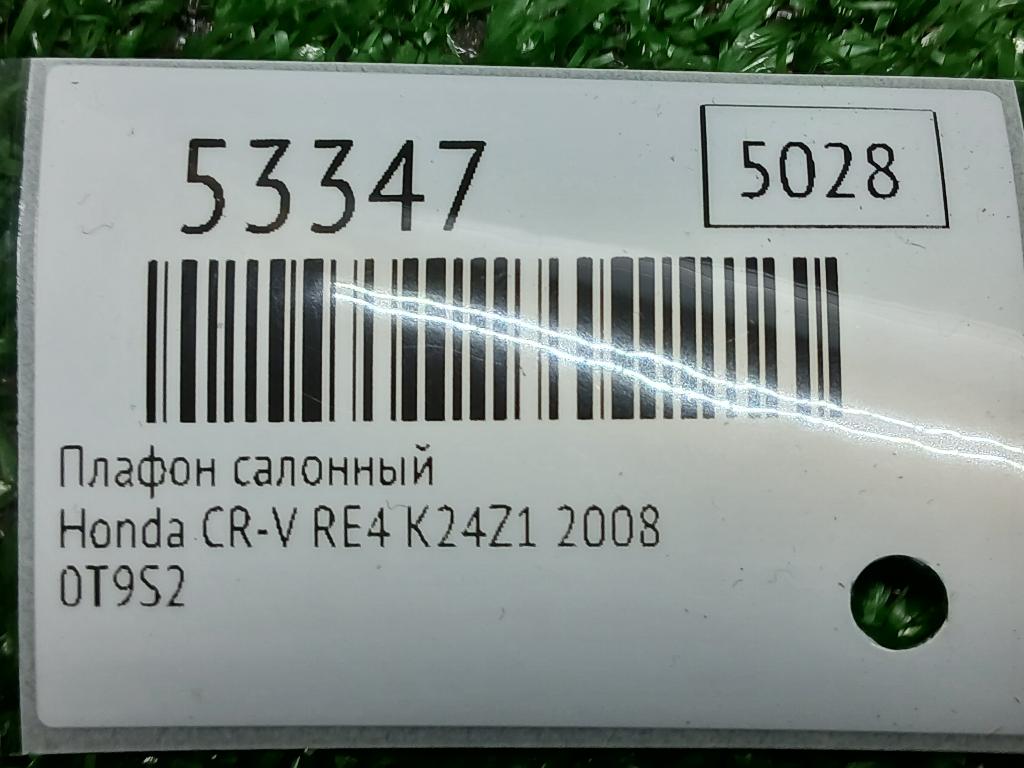 53347
5028
Плафон салонный
Honda CR-V RE4 K24Z1 2008
0T9S2